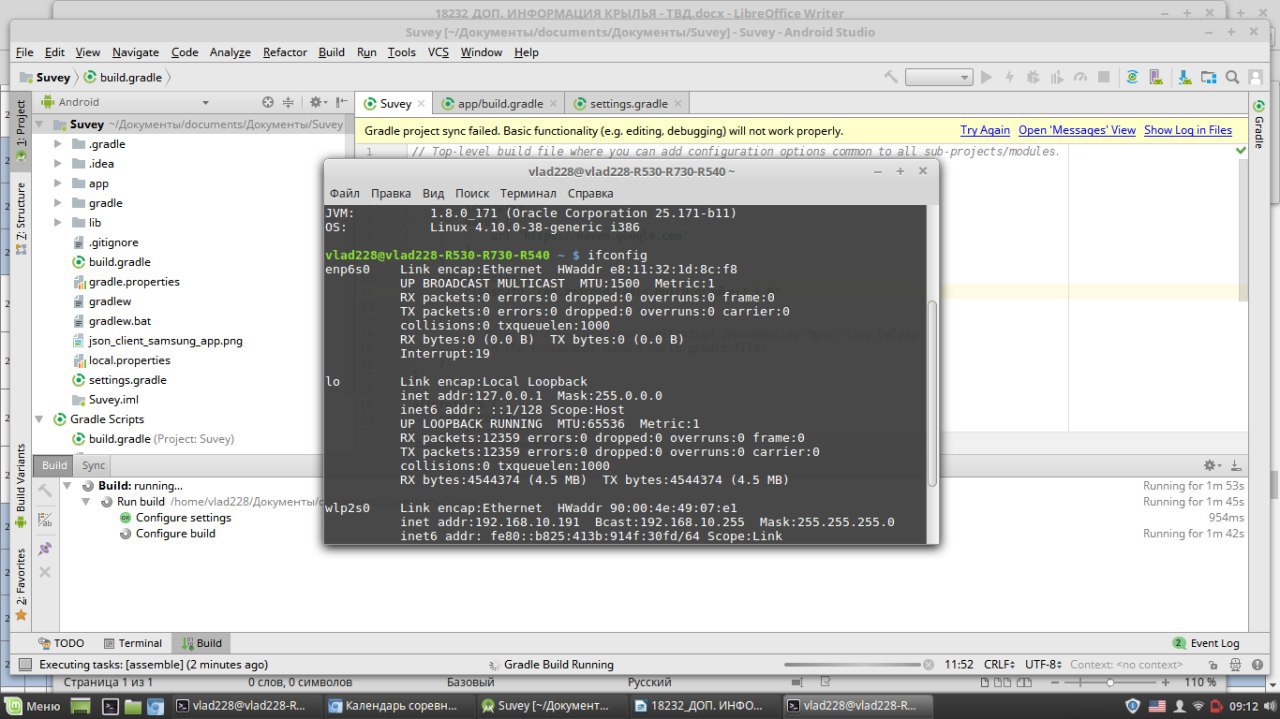 18232 ДОП. ИНФОРМАЦИЯ КРЫЛЬЯ - ТВД.docx - LibreOffice Writer
Suvey [~/Документы/documents/Документы/Suvey] - Suvey - Android Studio
File Edit View Navigate Code Analyze Refactor Build Run Tools VCS Window Help
Suvey build.gradle
Android
Suvey app/build.gradle settings.gradle
1: Project
Z: Structure
Build Variants
2: Favorites
Gradle
Suvey ~/Документы/documents/Документы/Suvey
.gradle
.idea
app
gradle
lib
.gitignore
build.gradle
gradle.properties
gradlew
gradlew.bat
json_client_samsung_app.png
local.properties
settings.gradle
Suvey.iml
Gradle Scripts
build.gradle (Project: Suvey)
Gradle project sync failed. Basic functionality (e.g. editing, debugging) will not work properly. Try Again Open 'Messages' View Show Log in Files
1 // Top-level build file where you can add configuration options common to all sub-projects/modules.
vlad228@vlad228-R530-R730-R540 ~
Файл Правка Вид Поиск Терминал Справка
JVM: 1.8.0_171 (Oracle Corporation 25.171-b11)
OS: Linux 4.10.0-38-generic i386
vlad228@vlad228-R530-R730-R540 ~ $ ifconfig
enp6s0 Link encap:Ethernet HWaddr e8:11:32:1d:8c:f8
UP BROADCAST MULTICAST MTU:1500 Metric:1
RX packets:0 errors:0 dropped:0 overruns:0 frame:0
TX packets:0 errors:0 dropped:0 overruns:0 carrier:0
collisions:0 txqueuelen:1000
RX bytes:0 (0.0 B) TX bytes:0 (0.0 B)
Interrupt:19
lo Link encap:Local Loopback
inet addr:127.0.0.1 Mask:255.0.0.0
inet6 addr: ::1/128 Scope:Host
UP LOOPBACK RUNNING MTU:65536 Metric:1
RX packets:12359 errors:0 dropped:0 overruns:0 frame:0
TX packets:12359 errors:0 dropped:0 overruns:0 carrier:0
collisions:0 txqueuelen:1000
RX bytes:4544374 (4.5 MB) TX bytes:4544374 (4.5 MB)
wlp2s0 Link encap:Ethernet HWaddr 90:00:4e:49:07:e1
inet addr:192.168.10.191 Bcast:192.168.10.255 Mask:255.255.255.0
inet6 addr: fe80::b825:413b:914f:30fd/64 Scope:Link
Build Sync
Build: running... Running for 1m 53s
Run build /home/vlad228/Документы/documents Running for 1m 45s
Configure settings 954ms
Configure build Running for 1m 42s
TODO Terminal Build 2 Event Log
Executing tasks: [assemble] (2 minutes ago) Gradle Build Running 11:52 CRLF UTF-8 Context: <no context>
Страница 1 из 1 0 слов, 0 символов Базовый Русский 110 %
Меню vlad228@vlad228-R... Календарь соревн... Suvey [~/Документ... 18232_ДОП. ИНФО... vlad228@vlad228-R... 09:12